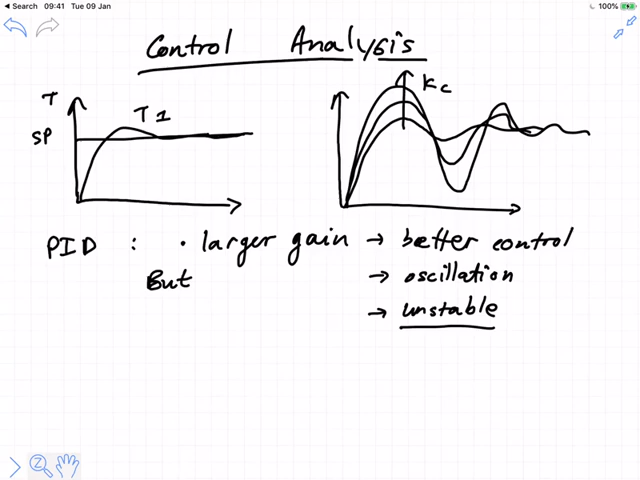 Search 09:41 Tue 09 Jan 100%
Control Analysis
T
SP
T1
Kc
PID : · larger gain → better control
But → oscillation
→ unstable